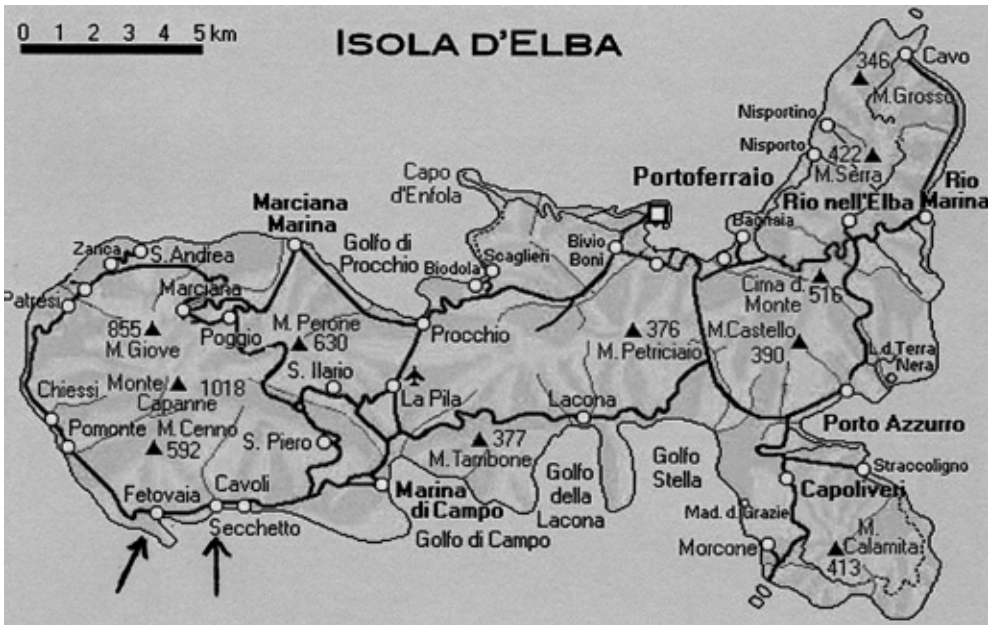 0 1 2 3 4 5 km
ISOLA D'ELBA
346
Cavo
M. Grosso
Nisportino
Nisporto
422
M. Serra
Capo
d'Enfola
Portoferraio
Rio
Marina
Rio nell'Elba
Marciana
Marina
Golfo di
Procchio
Bagnaia
Zanca
S. Andrea
Scaglieri
Biodola
Bivio
Boni
Patresi
Marciana
Cima d.
Monte
516
855
M. Giove
Poggio
M. Perone
630
Procchio
376
M. Petriciaio
M. Castello
390
L.d. Terra
Nera
Chiessi
Monte
Capanne
1018
S. Ilario
La Pila
Lacona
Pomonte
M. Cenno
592
S. Piero
377
M. Tambone
Porto Azzurro
Golfo
Stella
Straccoligno
Fetovaia
Cavoli
Secchetto
Marina
di Campo
Golfo
della
Lacona
Capoliveri
Mad. d. Grazie
Golfo di Campo
Morcone
M.
Calamita
413